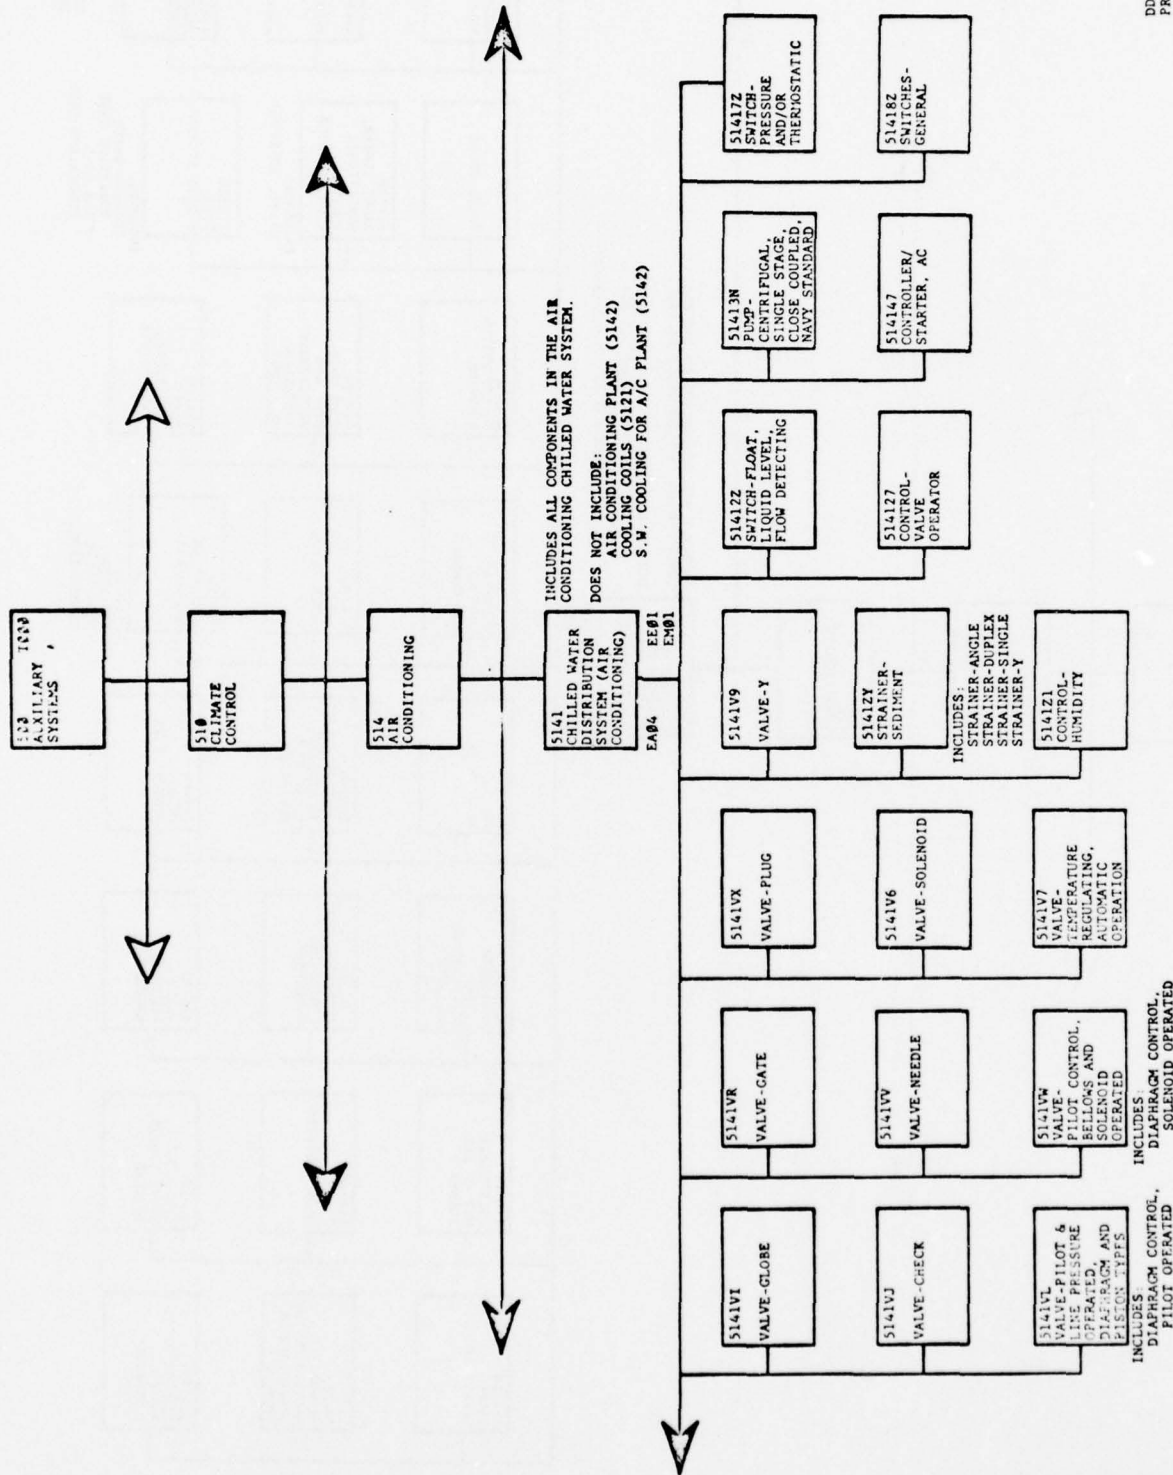 AUXILIARY
SYSTEMS
510
CLIMATE
CONTROL
514
AIR
CONDITIONING
5141
CHILLED WATER
DISTRIBUTION
SYSTEM (AIR
CONDITIONING)
EA04
EE01
EM01
INCLUDES ALL COMPONENTS IN THE AIR
CONDITIONING CHILLED WATER SYSTEM.
DOES NOT INCLUDE:
AIR CONDITIONING PLANT (5142)
COOLING COILS (5121)
S.W. COOLING FOR A/C PLANT (5142)
5141VI
VALVE-GLOBE
5141VJ
VALVE-CHECK
5141VL
VALVE-PILOT &
LINE PRESSURE
OPERATED,
DIAPHRAGM AND
PISTON TYPES
INCLUDES:
DIAPHRAGM CONTROL,
PILOT OPERATED
5141VR
VALVE-GATE
5141VV
VALVE-NEEDLE
5141VW
VALVE-
PILOT CONTROL,
BELLOWS AND
SOLENOID
OPERATED
INCLUDES:
DIAPHRAGM CONTROL,
SOLENOID OPERATED
5141VX
VALVE-PLUG
5141V6
VALVE-SOLENOID
5141V7
VALVE-
TEMPERATURE
REGULATING,
AUTOMATIC
OPERATION
5141V9
VALVE-Y
5141ZY
STRAINER-
SEDIMENT
INCLUDES:
STRAINER-ANGLE
STRAINER-DUPLEX
STRAINER-SINGLE
STRAINER-Y
5141Z1
CONTROL-
HUMIDITY
51412Z
SWITCH-FLOAT,
LIQUID LEVEL,
FLOW DETECTING
514127
CONTROL-
VALVE
OPERATOR
51413N
PUMP-
CENTRIFUGAL,
SINGLE STAGE,
CLOSE COUPLED,
NAVY STANDARD
514147
CONTROLLER/
STARTER, AC
51417Z
SWITCH-
PRESSURE
AND/OR
THERMOSTATIC
51418Z
SWITCHES-
GENERAL
DD
PR